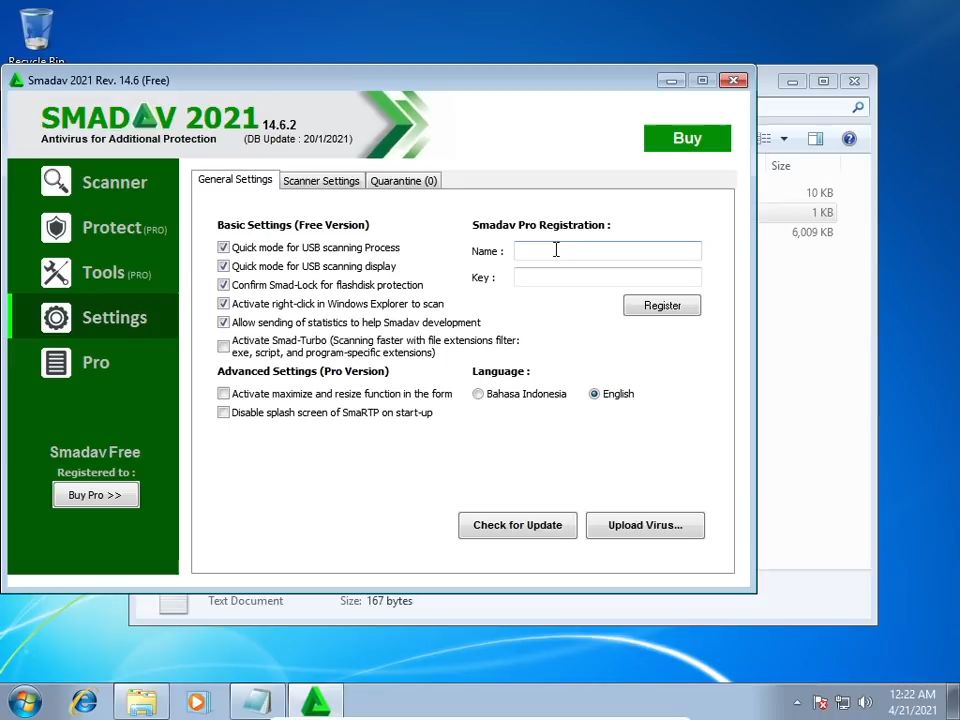 Recycle Bin
Smadav 2021 Rev. 14.6 (Free)
SMADAV 2021 14.6.2
Antivirus for Additional Protection (DB Update : 20/1/2021)
Buy
Scanner
Protect (PRO)
Tools (PRO)
Settings
Pro
Smadav Free
Registered to :
Buy Pro >>
General Settings
Scanner Settings
Quarantine (0)
Basic Settings (Free Version)
Quick mode for USB scanning Process
Quick mode for USB scanning display
Confirm Smad-Lock for flashdisk protection
Activate right-click in Windows Explorer to scan
Allow sending of statistics to help Smadav development
Activate Smad-Turbo (Scanning faster with file extensions filter:
exe, script, and program-specific extensions)
Advanced Settings (Pro Version)
Activate maximize and resize function in the form
Disable splash screen of SmaRTP on start-up
Smadav Pro Registration :
Name :
Key :
Register
Language :
Bahasa Indonesia
English
Check for Update
Upload Virus...
Size
10 KB
1 KB
6,009 KB
Text Document
Size: 167 bytes
12:22 AM
4/21/2021